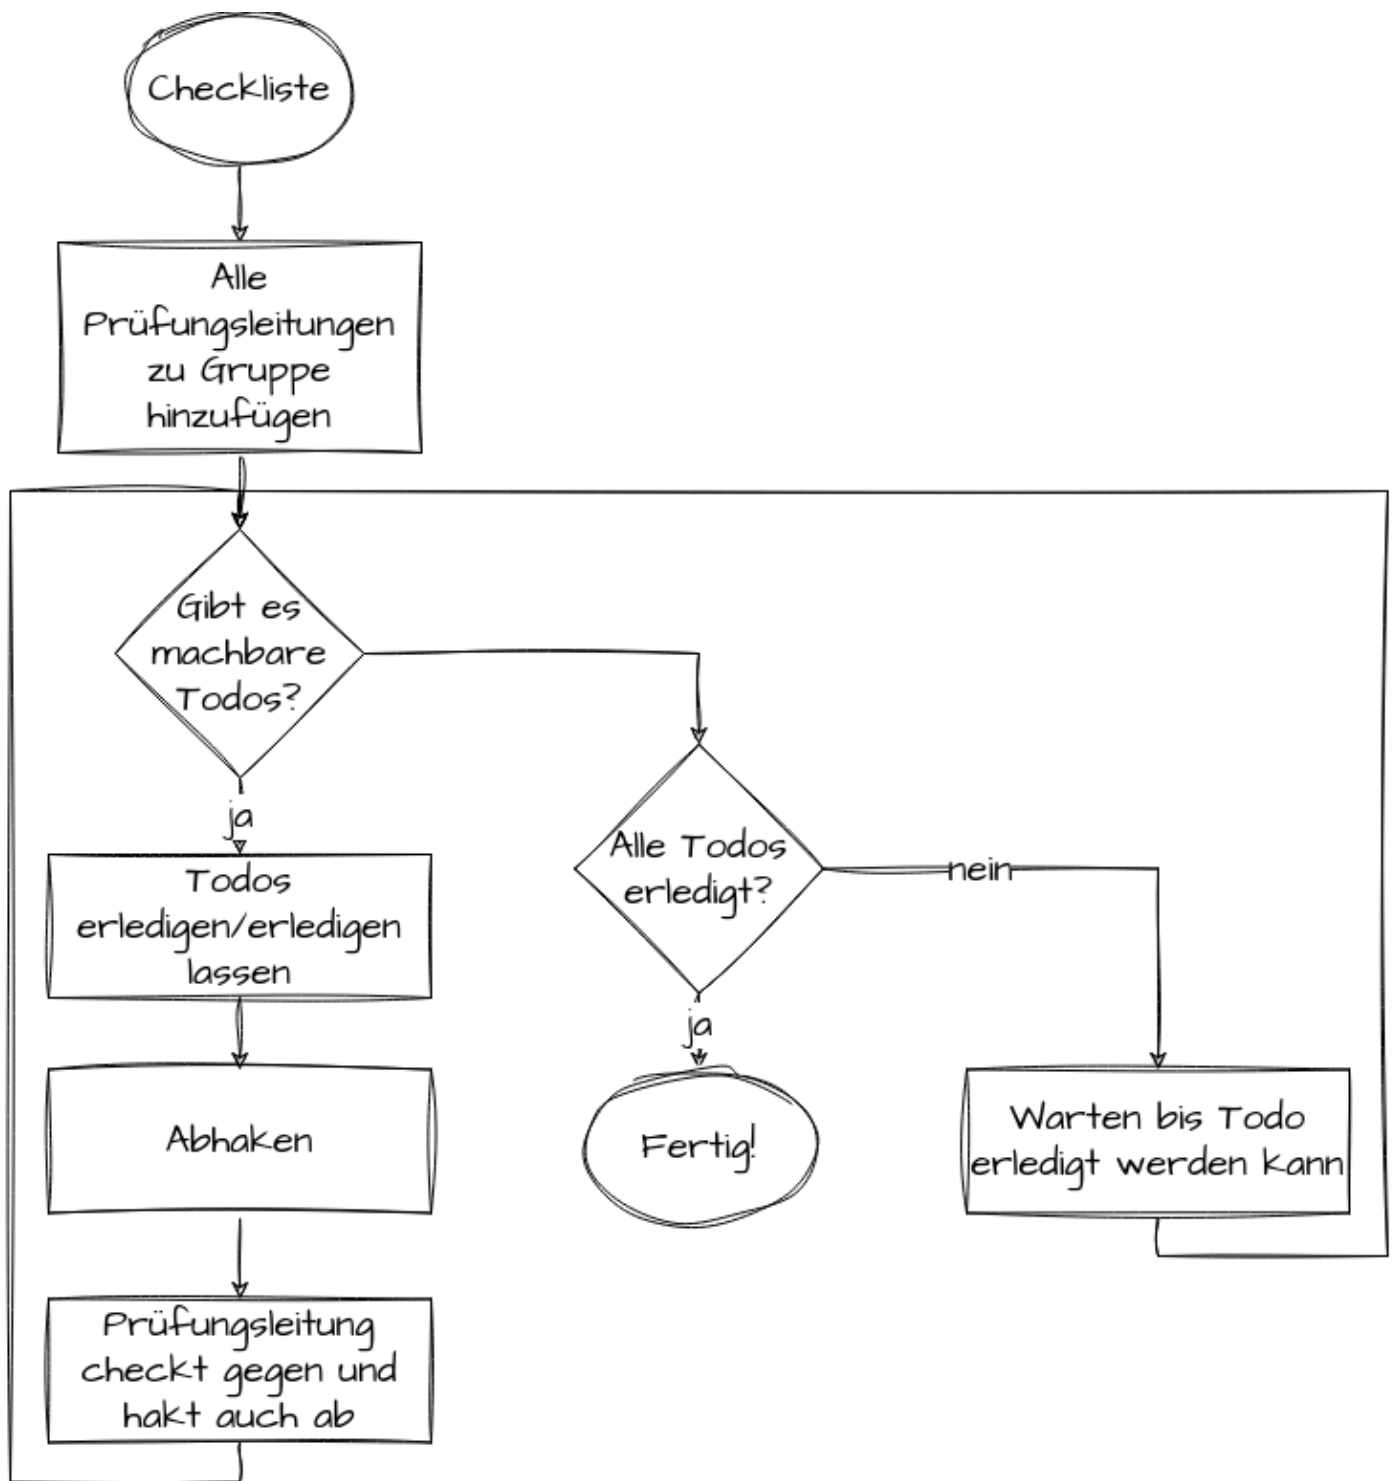 Checkliste
Alle
Prüfungsleitungen
zu Gruppe
hinzufügen
Gibt es
machbare
Todos?
ja
Todos
erledigen/erledigen
lassen
Abhaken
Prüfungsleitung
checkt gegen und
hakt auch ab
Alle Todos
erledigt?
ja
Fertig!
nein
Warten bis Todo
erledigt werden kann